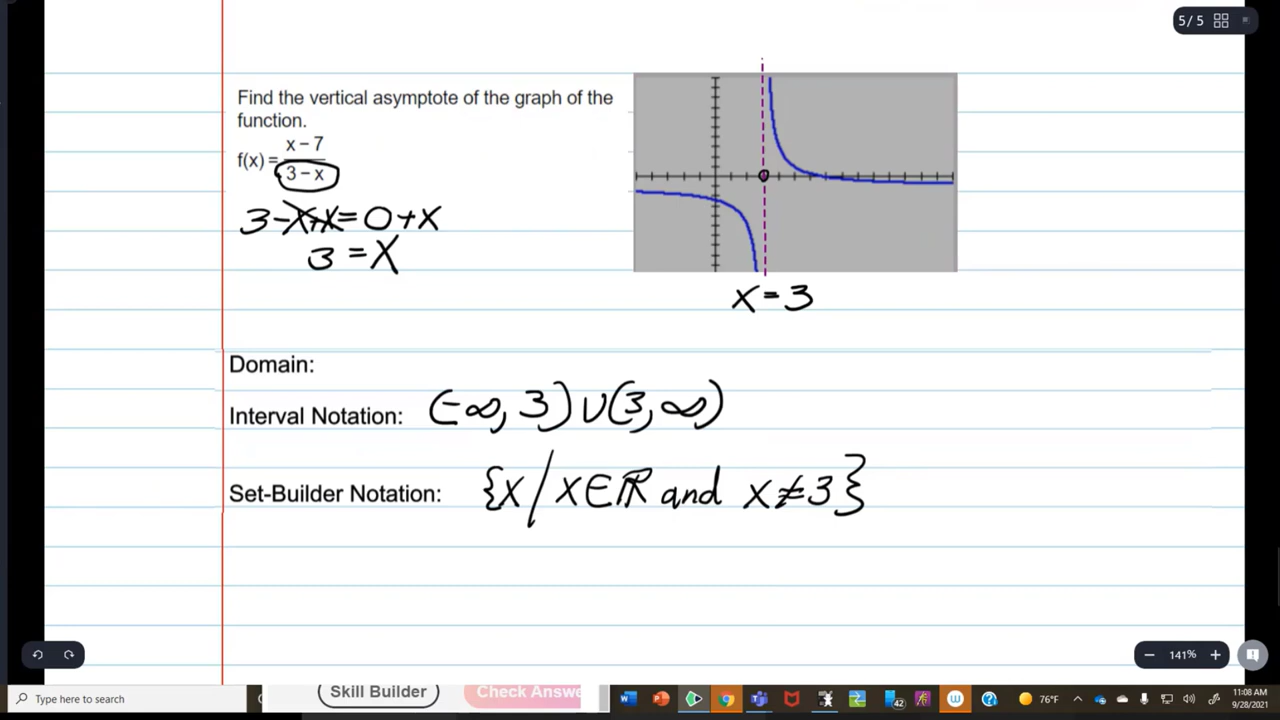 5/5
Find the vertical asymptote of the graph of the
function.
x – 7
f(x) =
3 – x
3-x+x=0+x
3=x
x=3
Domain:
Interval Notation: (-∞, 3)∪(3, ∞)
Set-Builder Notation: {x/x∈ℝ and x≠3}
141%
Skill Builder
Check Answe
Type here to search
42
76°F
11:08 AM
9/28/2021